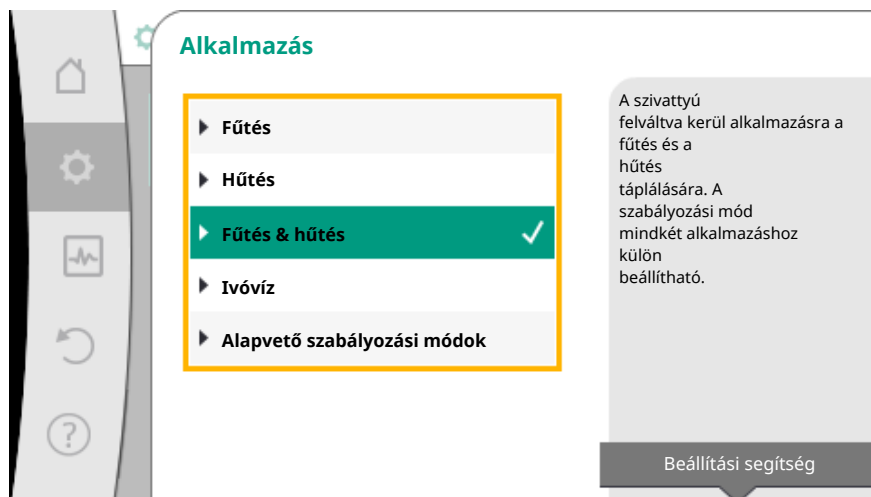 Alkalmazás
Fűtés
Hűtés
Fűtés & hűtés
Ivóvíz
Alapvető szabályozási módok
A szivattyú
felváltva kerül alkalmazásra a
fűtés és a
hűtés
táplálására. A
szabályozási mód
mindkét alkalmazáshoz
külön
beállítható.
Beállítási segítség